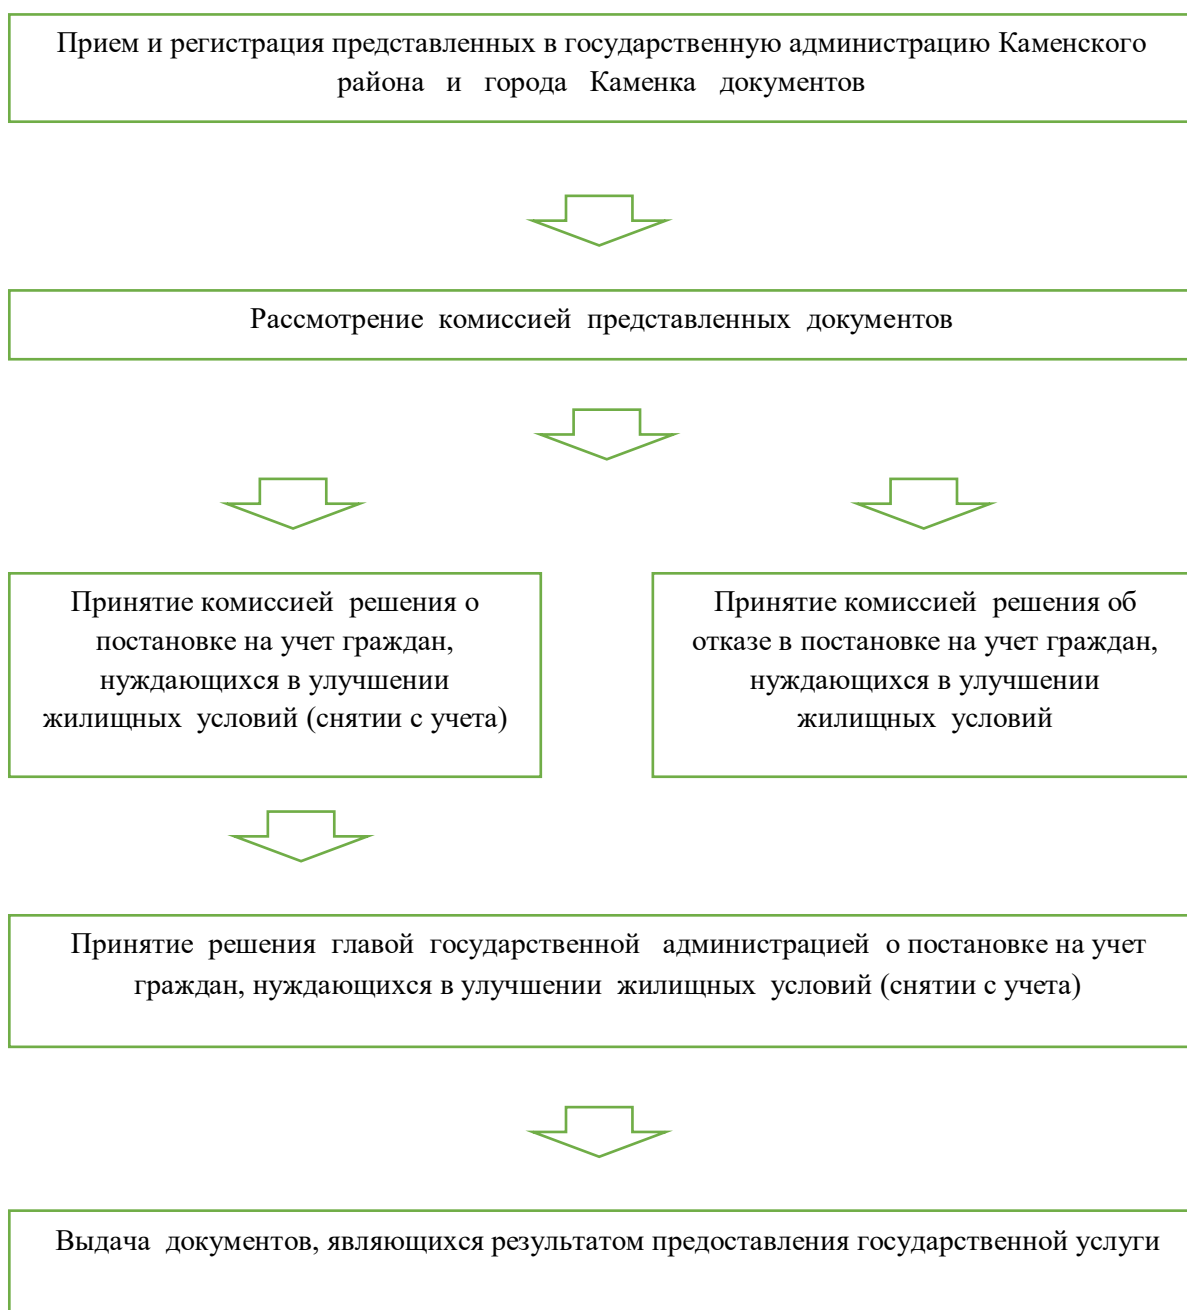 Прием и регистрация представленных в государственную администрацию Каменского
района и города Каменка документов
Рассмотрение комиссией представленных документов
Принятие комиссией решения о
постановке на учет граждан,
нуждающихся в улучшении
жилищных условий (снятии с учета)
Принятие комиссией решения об
отказе в постановке на учет граждан,
нуждающихся в улучшении
жилищных условий
Принятие решения главой государственной администрацией о постановке на учет
граждан, нуждающихся в улучшении жилищных условий (снятии с учета)
Выдача документов, являющихся результатом предоставления государственной услуги